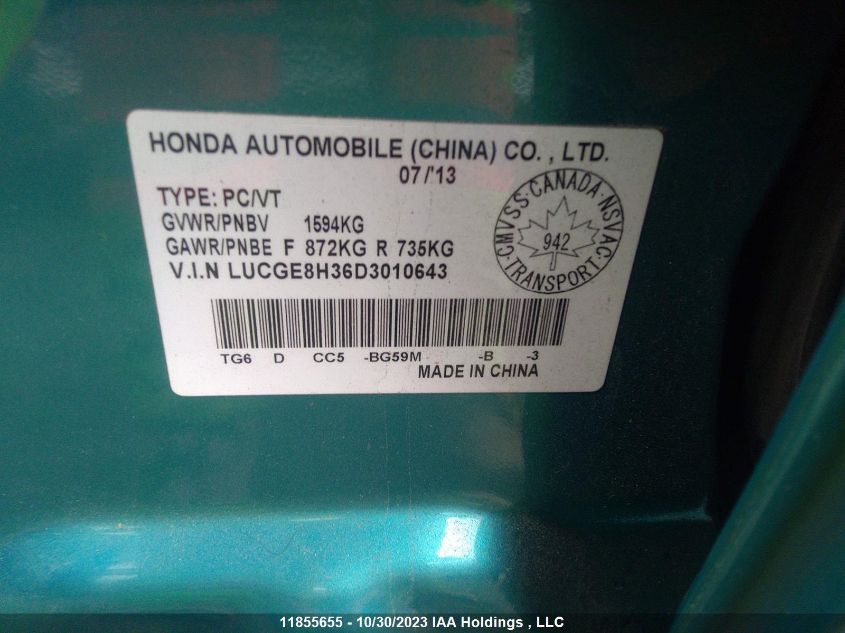 HONDA AUTOMOBILE (CHINA) CO. , LTD.
07/'13
TYPE: PC/VT
GVWR/PNBV 1594KG
GAWR/PNBE F 872KG R 735KG
V.I.N LUCGE8H36D3010643
CMVSS·CANADA·NSVAC·TRANSPORT·
942
TG6 D CC5 -BG59M -B -3
MADE IN CHINA
11855655 - 10/30/2023 IAA Holdings , LLC